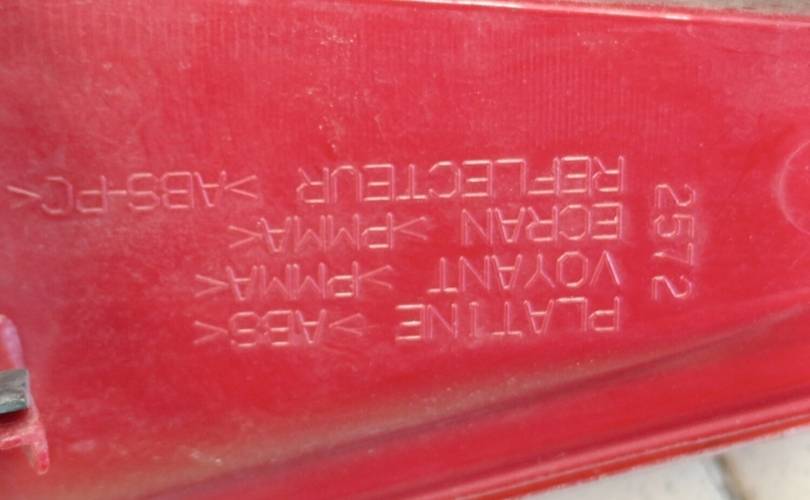 PLATINE >ABS<
VOYANT >PMMA<
ECRAN >PMMA<
REFLECTEUR >ABS-PC<
2572